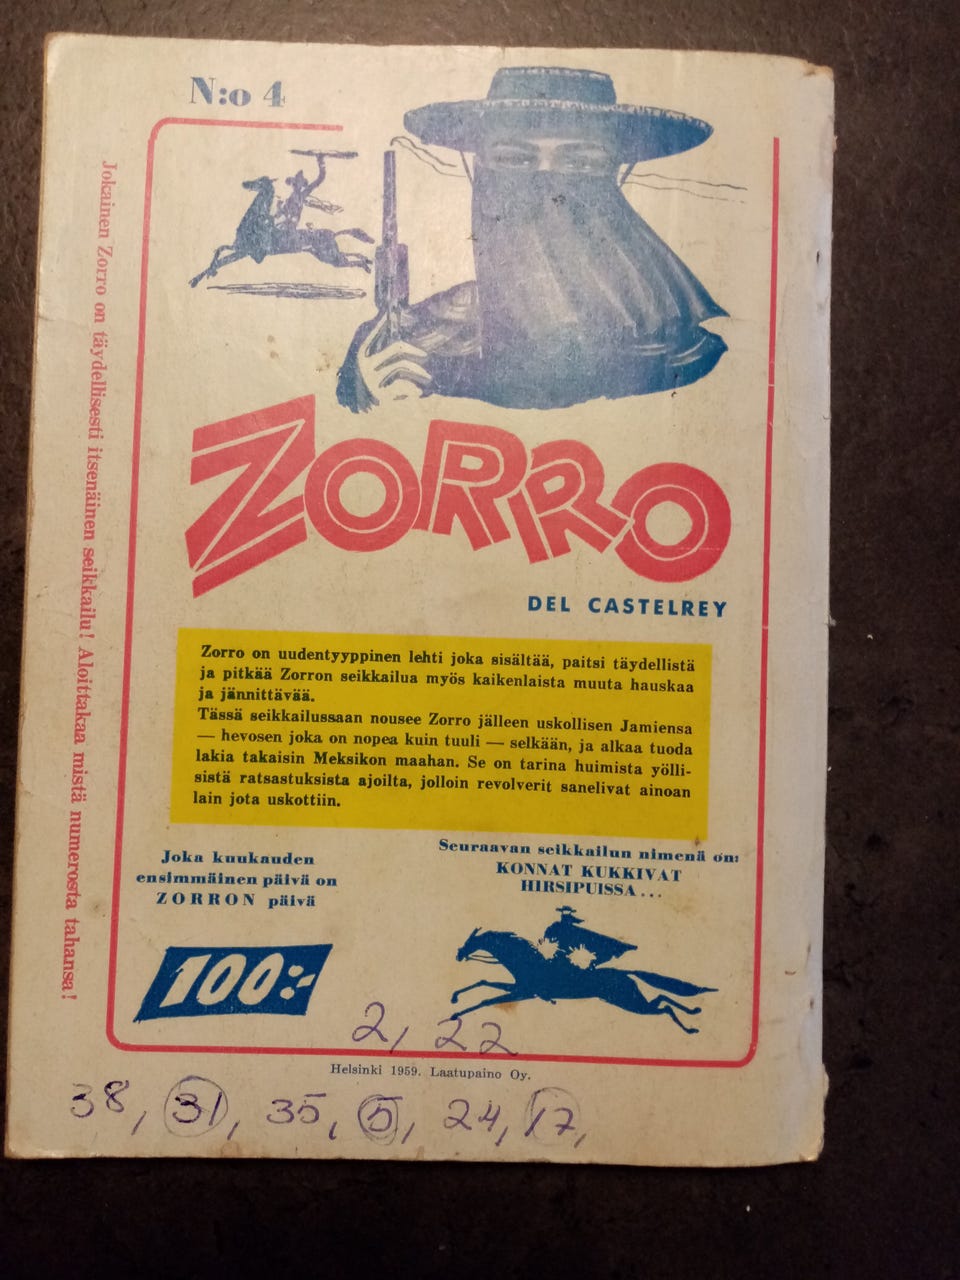 N:o 4
Jokainen Zorro on täydellisesti itsenäinen seikkailu! Aloittakaa mistä numerosta tahansa!
ZORRO
DEL CASTELREY
Zorro on uudentyyppinen lehti joka sisältää, paitsi täydellistä
ja pitkää Zorron seikkailua myös kaikenlaista muuta hauskaa
ja jännittävää.
Tässä seikkailussaan nousee Zorro jälleen uskollisen Jamiensa
— hevosen joka on nopea kuin tuuli — selkään, ja alkaa tuoda
lakia takaisin Meksikon maahan. Se on tarina huimista yölli-
sistä ratsastuksista ajoilta, jolloin revolverit sanelivat ainoan
lain jota uskottiin.
Joka kuukauden
ensimmäinen päivä on
ZORRON päivä
Seuraavan seikkailun nimenä on:
KONNAT KUKKIVAT
HIRSIPUISSA...
100:-
2, 22
Helsinki 1959. Laatupaino Oy.
38, 31, 35, 5, 24, 17,